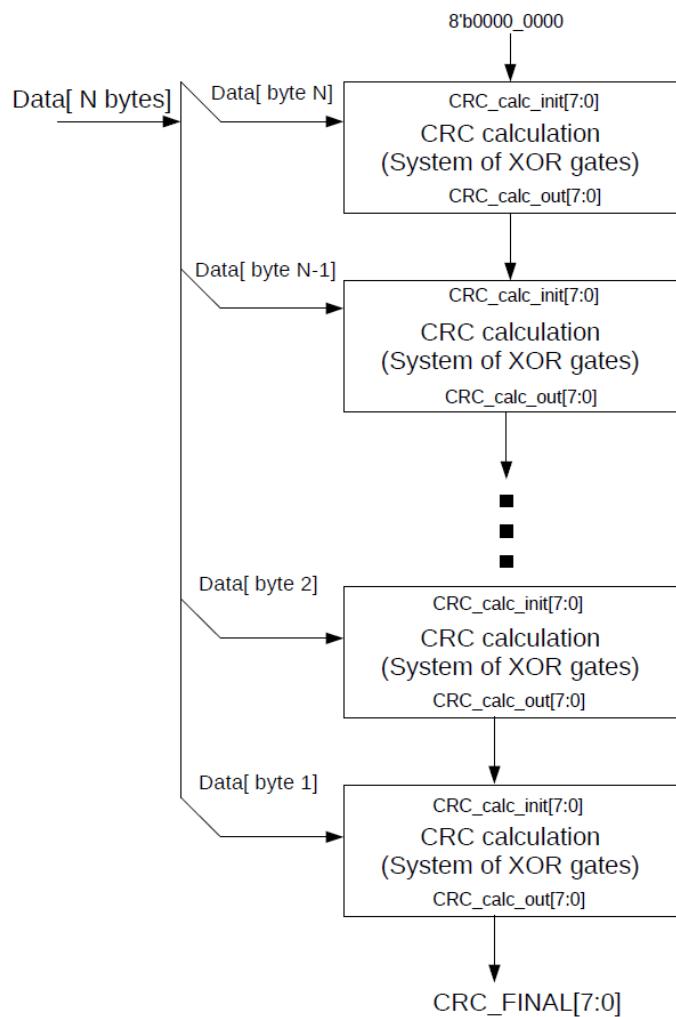 8'b0000_0000
Data[ N bytes]
Data[ byte N]
CRC_calc_init[7:0]
CRC calculation
(System of XOR gates)
CRC_calc_out[7:0]
Data[ byte N-1]
CRC_calc_init[7:0]
CRC calculation
(System of XOR gates)
CRC_calc_out[7:0]
Data[ byte 2]
CRC_calc_init[7:0]
CRC calculation
(System of XOR gates)
CRC_calc_out[7:0]
Data[ byte 1]
CRC_calc_init[7:0]
CRC calculation
(System of XOR gates)
CRC_calc_out[7:0]
CRC_FINAL[7:0]